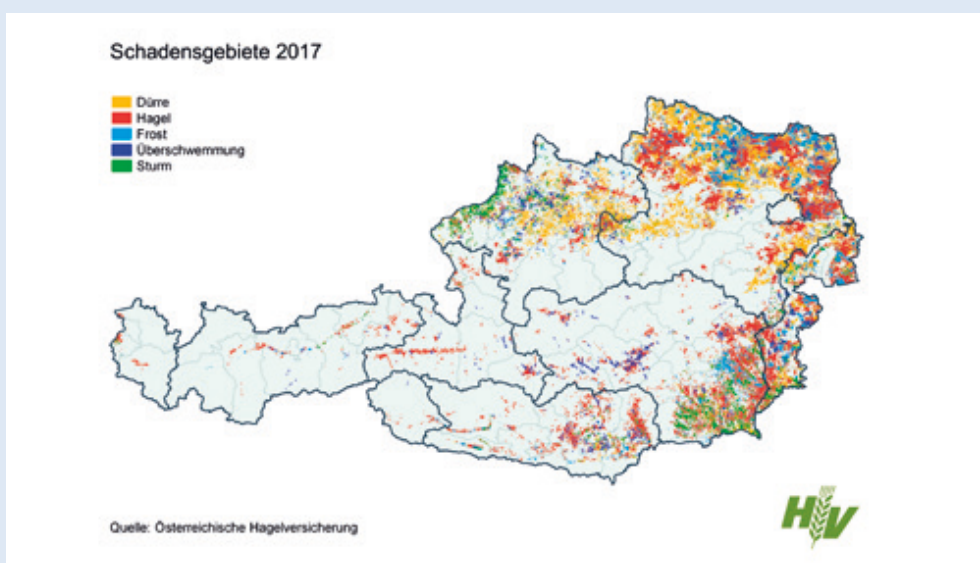 Schadensgebiete 2017
Dürre
Hagel
Frost
Überschwemmung
Sturm
Quelle: Österreichische Hagelversicherung
HV